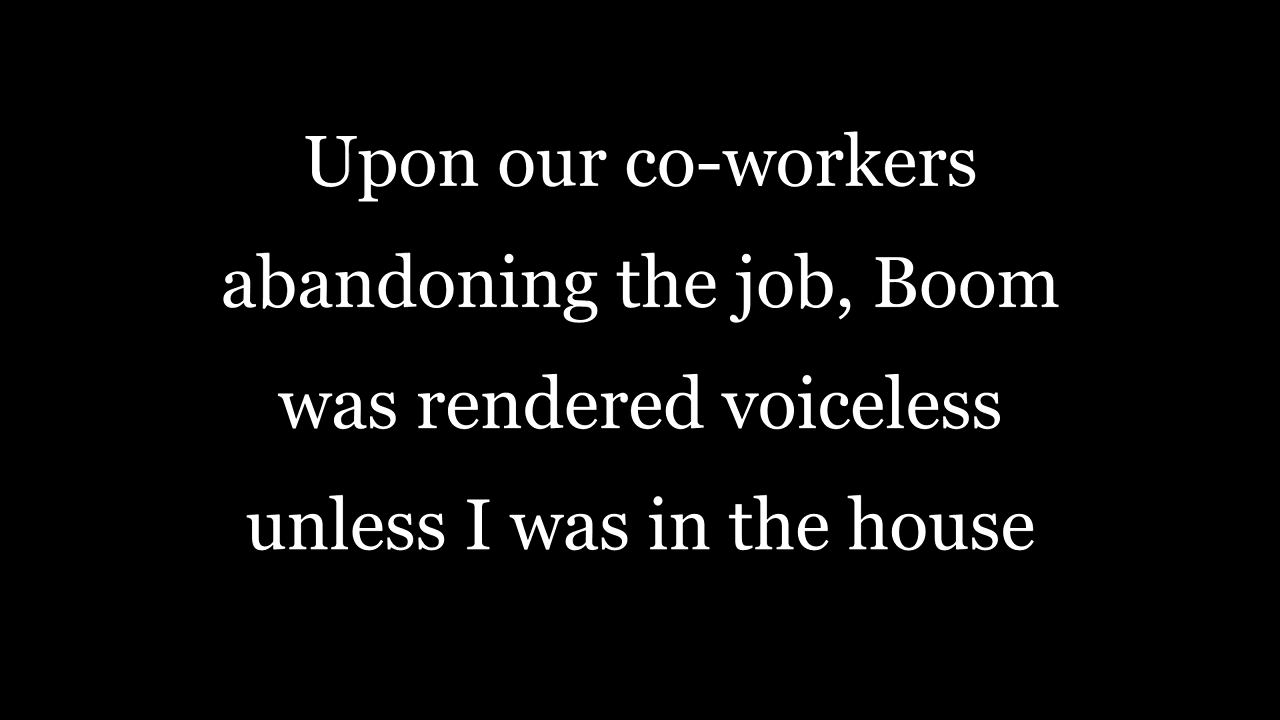 Upon our co-workers
abandoning the job, Boom
was rendered voiceless
unless I was in the house